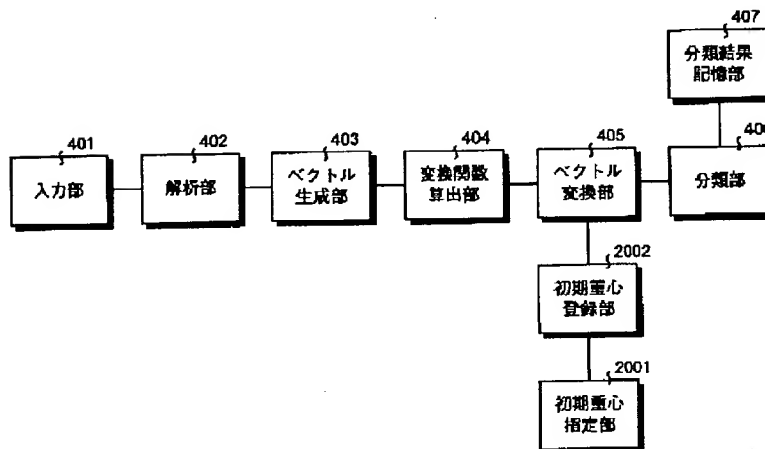 407
分類結果
記憶部
401
402
403
404
405
入力部
解析部
ベクトル
生成部
変換関数
算出部
ベクトル
変換部
分類部
2002
初期重心
登録部
2001
初期重心
指定部